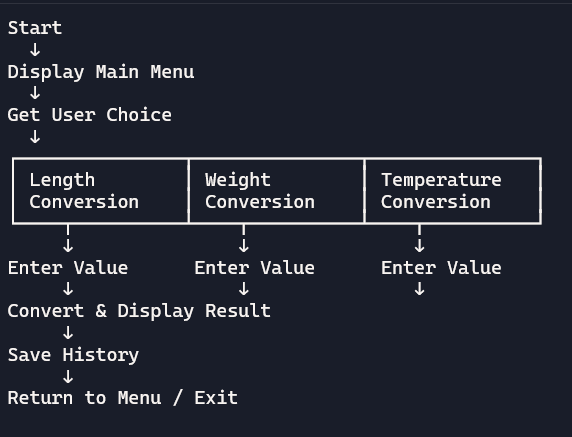 Start
↓
Display Main Menu
↓
Get User Choice
↓
Length Conversion
Weight Conversion
Temperature Conversion
↓ ↓ ↓
Enter Value Enter Value Enter Value
↓ ↓ ↓
Convert & Display Result
↓
Save History
↓
Return to Menu / Exit